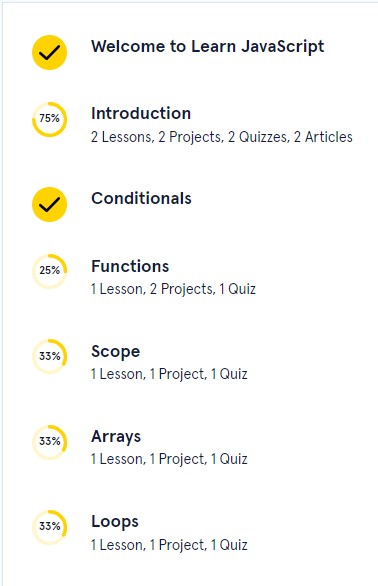 Welcome to Learn JavaScript
75%
Introduction
2 Lessons, 2 Projects, 2 Quizzes, 2 Articles
Conditionals
25%
Functions
1 Lesson, 2 Projects, 1 Quiz
33%
Scope
1 Lesson, 1 Project, 1 Quiz
33%
Arrays
1 Lesson, 1 Project, 1 Quiz
33%
Loops
1 Lesson, 1 Project, 1 Quiz